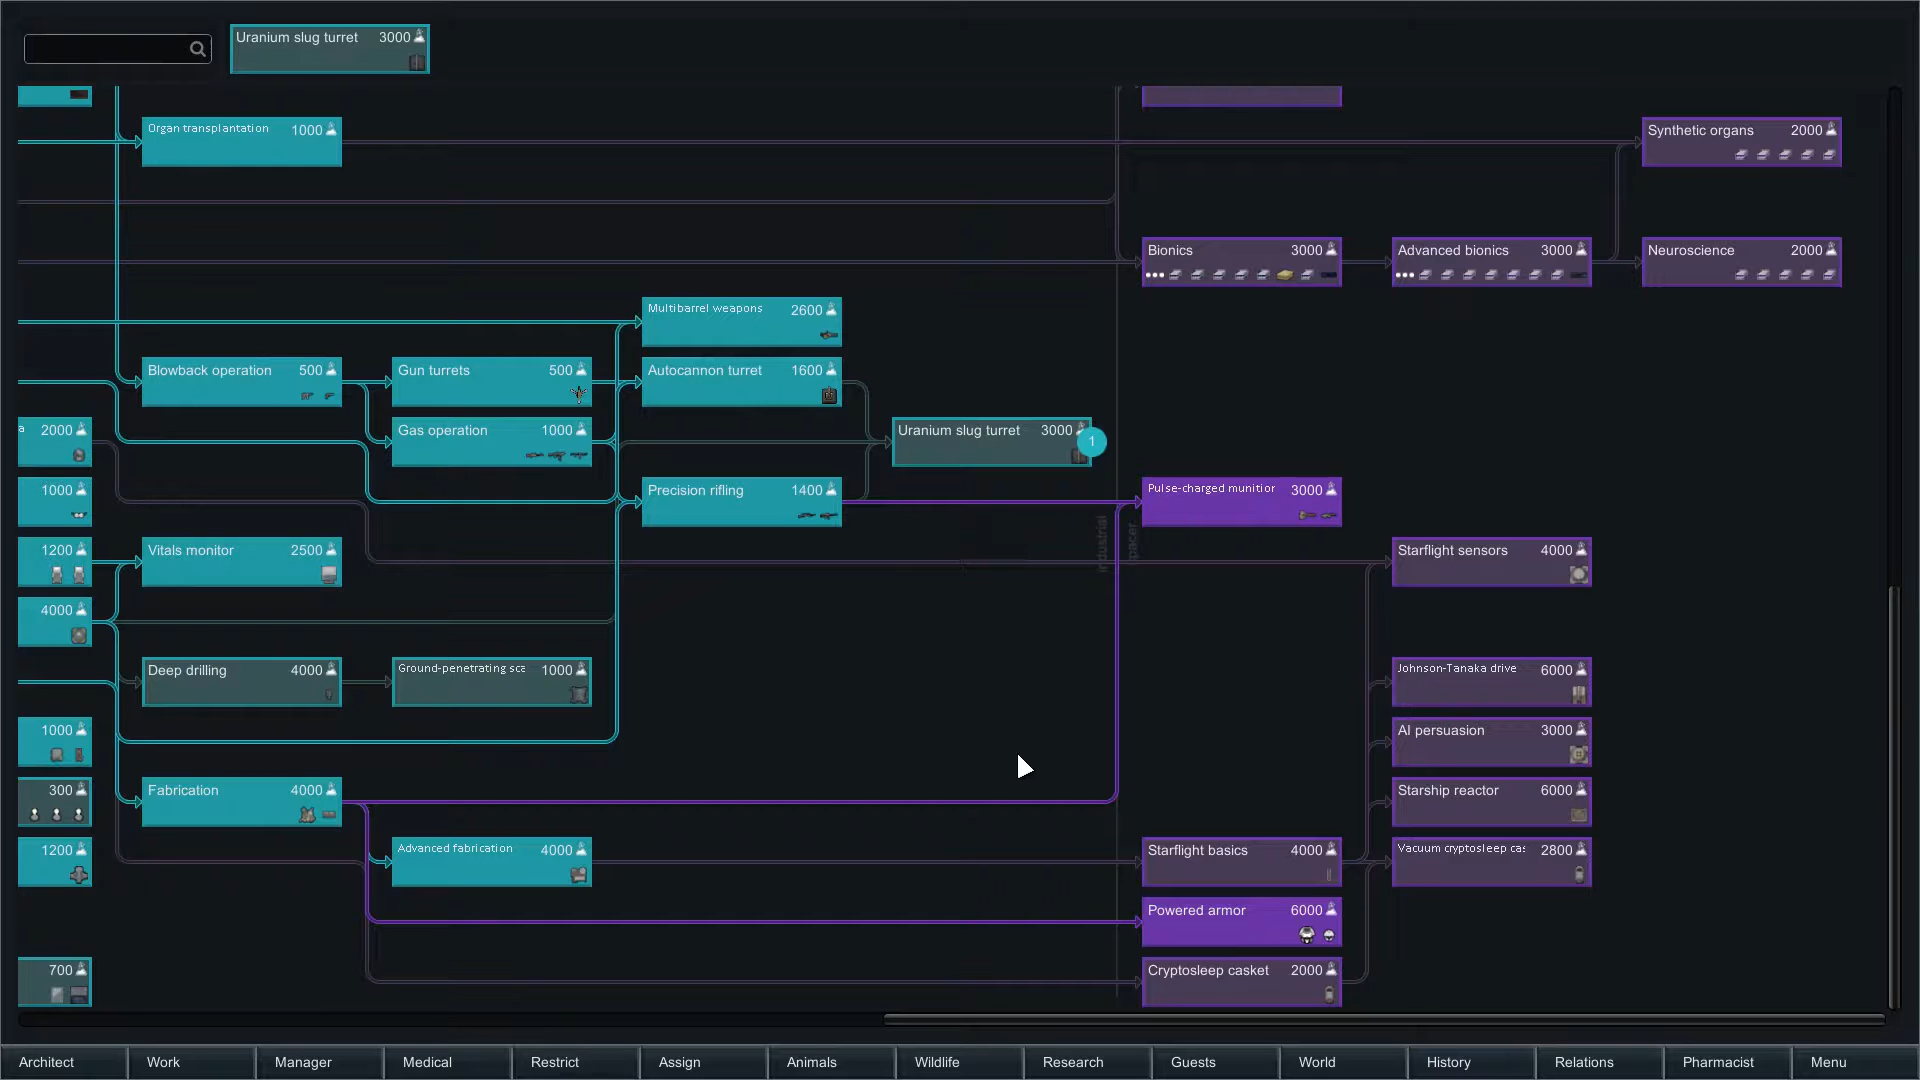 Uranium slug turret 3000
Organ transplantation 1000
Synthetic organs 2000
Bionics 3000
Advanced bionics 3000
Neuroscience 2000
Multibarrel weapons 2600
Blowback operation 500
Gun turrets 500
Autocannon turret 1600
a 2000
Gas operation 1000
Uranium slug turret 3000
1
1000
Precision rifling 1400
Pulse-charged munitior 3000
industrial
spacer
1200
Vitals monitor 2500
Starflight sensors 4000
4000
Deep drilling 4000
Ground-penetrating sca 1000
Johnson-Tanaka drive 6000
1000
AI persuasion 3000
300
Fabrication 4000
Starship reactor 6000
1200
Advanced fabrication 4000
Starflight basics 4000
Vacuum cryptosleep cas 2800
Powered armor 6000
700
Cryptosleep casket 2000
Architect Work Manager Medical Restrict Assign Animals Wildlife Research Guests World History Relations Pharmacist Menu